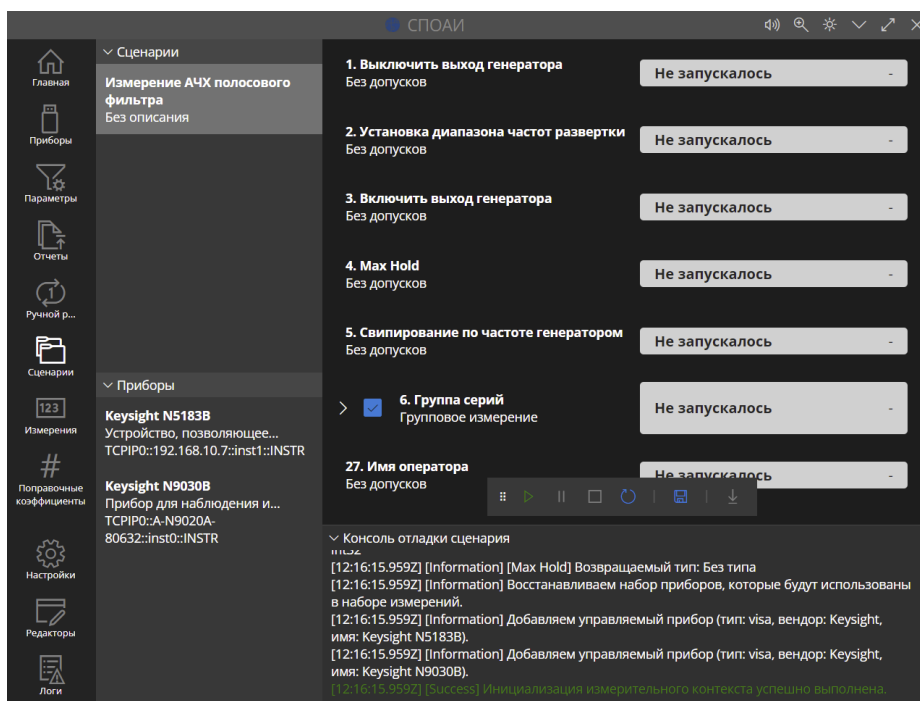 СПОАИ
Главная
Приборы
Параметры
Отчеты
1
Ручной р...
Сценарии
123
Измерения
#
Поправочные
коэффициенты
Настройки
Редакторы
Логи
Сценарии
Измерение АЧХ полосового
фильтра
Без описания
Приборы
Keysight N5183B
Устройство, позволяющее...
TCPIP0::192.168.10.7::inst1::INSTR
Keysight N9030B
Прибор для наблюдения и...
TCPIP0::A-N9020A-
80632::inst0::INSTR
1. Выключить выход генератора
Без допусков
Не запускалось -
2. Установка диапазона частот развертки
Без допусков
Не запускалось -
3. Включить выход генератора
Без допусков
Не запускалось -
4. Max Hold
Без допусков
Не запускалось -
5. Свипирование по частоте генератором
Без допусков
Не запускалось -
6. Группа серий
Групповое измерение
Не запускалось -
27. Имя оператора
Без допусков
Не запускалось -
Консоль отладки сценария
Int32
[12:16:15.959Z] [Information] [Max Hold] Возвращаемый тип: Без типа
[12:16:15.959Z] [Information] Восстанавливаем набор приборов, которые будут использованы
в наборе измерений.
[12:16:15.959Z] [Information] Добавляем управляемый прибор (тип: visa, вендор: Keysight,
имя: Keysight N5183B).
[12:16:15.959Z] [Information] Добавляем управляемый прибор (тип: visa, вендор: Keysight,
имя: Keysight N9030B).
[12:16:15.959Z] [Success] Инициализация измерительного контекста успешно выполнена.